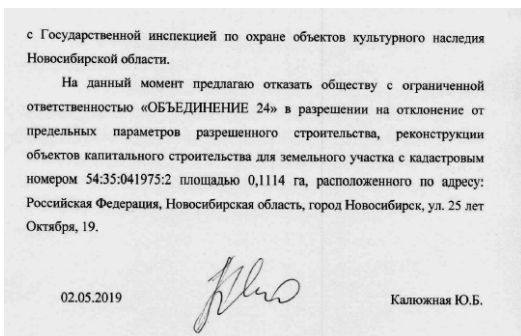 с Государственной инспекцией по охране объектов культурного наследия
Новосибирской области.
На данный момент предлагаю отказать обществу с ограниченной
ответственностью «ОБЪЕДИНЕНИЕ 24» в разрешении на отклонение от
предельных параметров разрешенного строительства, реконструкции
объектов капитального строительства для земельного участка с кадастровым
номером 54:35:041975:2 площадью 0,1114 га, расположенного по адресу:
Российская Федерация, Новосибирская область, город Новосибирск, ул. 25 лет
Октября, 19.
02.05.2019 Калюжная Ю.Б.